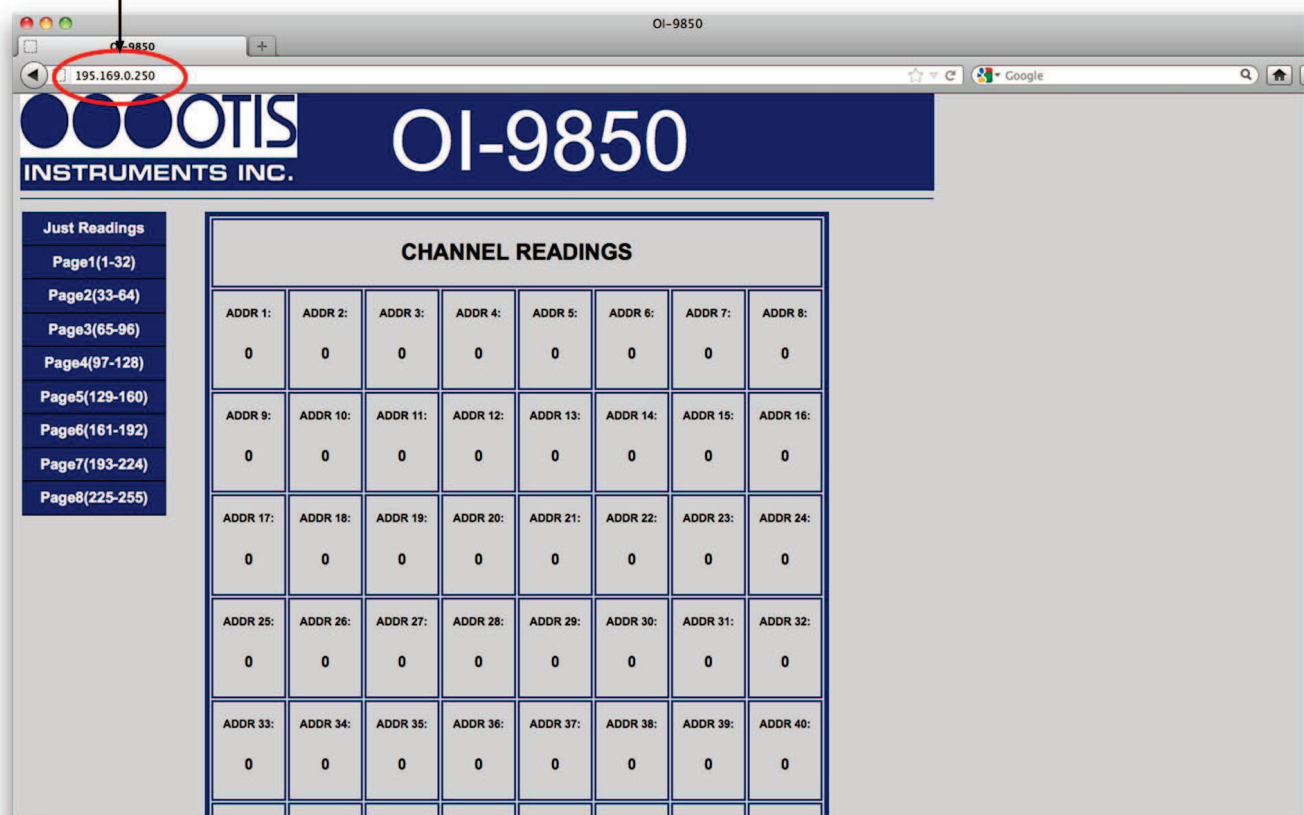 OI-9850
OI-9850
195.169.0.250
Google
OTIS
INSTRUMENTS INC.
OI-9850
Just Readings
Page1(1-32)
Page2(33-64)
Page3(65-96)
Page4(97-128)
Page5(129-160)
Page6(161-192)
Page7(193-224)
Page8(225-255)
CHANNEL READINGS
ADDR 1: ADDR 2: ADDR 3: ADDR 4: ADDR 5: ADDR 6: ADDR 7: ADDR 8:
0 0 0 0 0 0 0 0
ADDR 9: ADDR 10: ADDR 11: ADDR 12: ADDR 13: ADDR 14: ADDR 15: ADDR 16:
0 0 0 0 0 0 0 0
ADDR 17: ADDR 18: ADDR 19: ADDR 20: ADDR 21: ADDR 22: ADDR 23: ADDR 24:
0 0 0 0 0 0 0 0
ADDR 25: ADDR 26: ADDR 27: ADDR 28: ADDR 29: ADDR 30: ADDR 31: ADDR 32:
0 0 0 0 0 0 0 0
ADDR 33: ADDR 34: ADDR 35: ADDR 36: ADDR 37: ADDR 38: ADDR 39: ADDR 40:
0 0 0 0 0 0 0 0